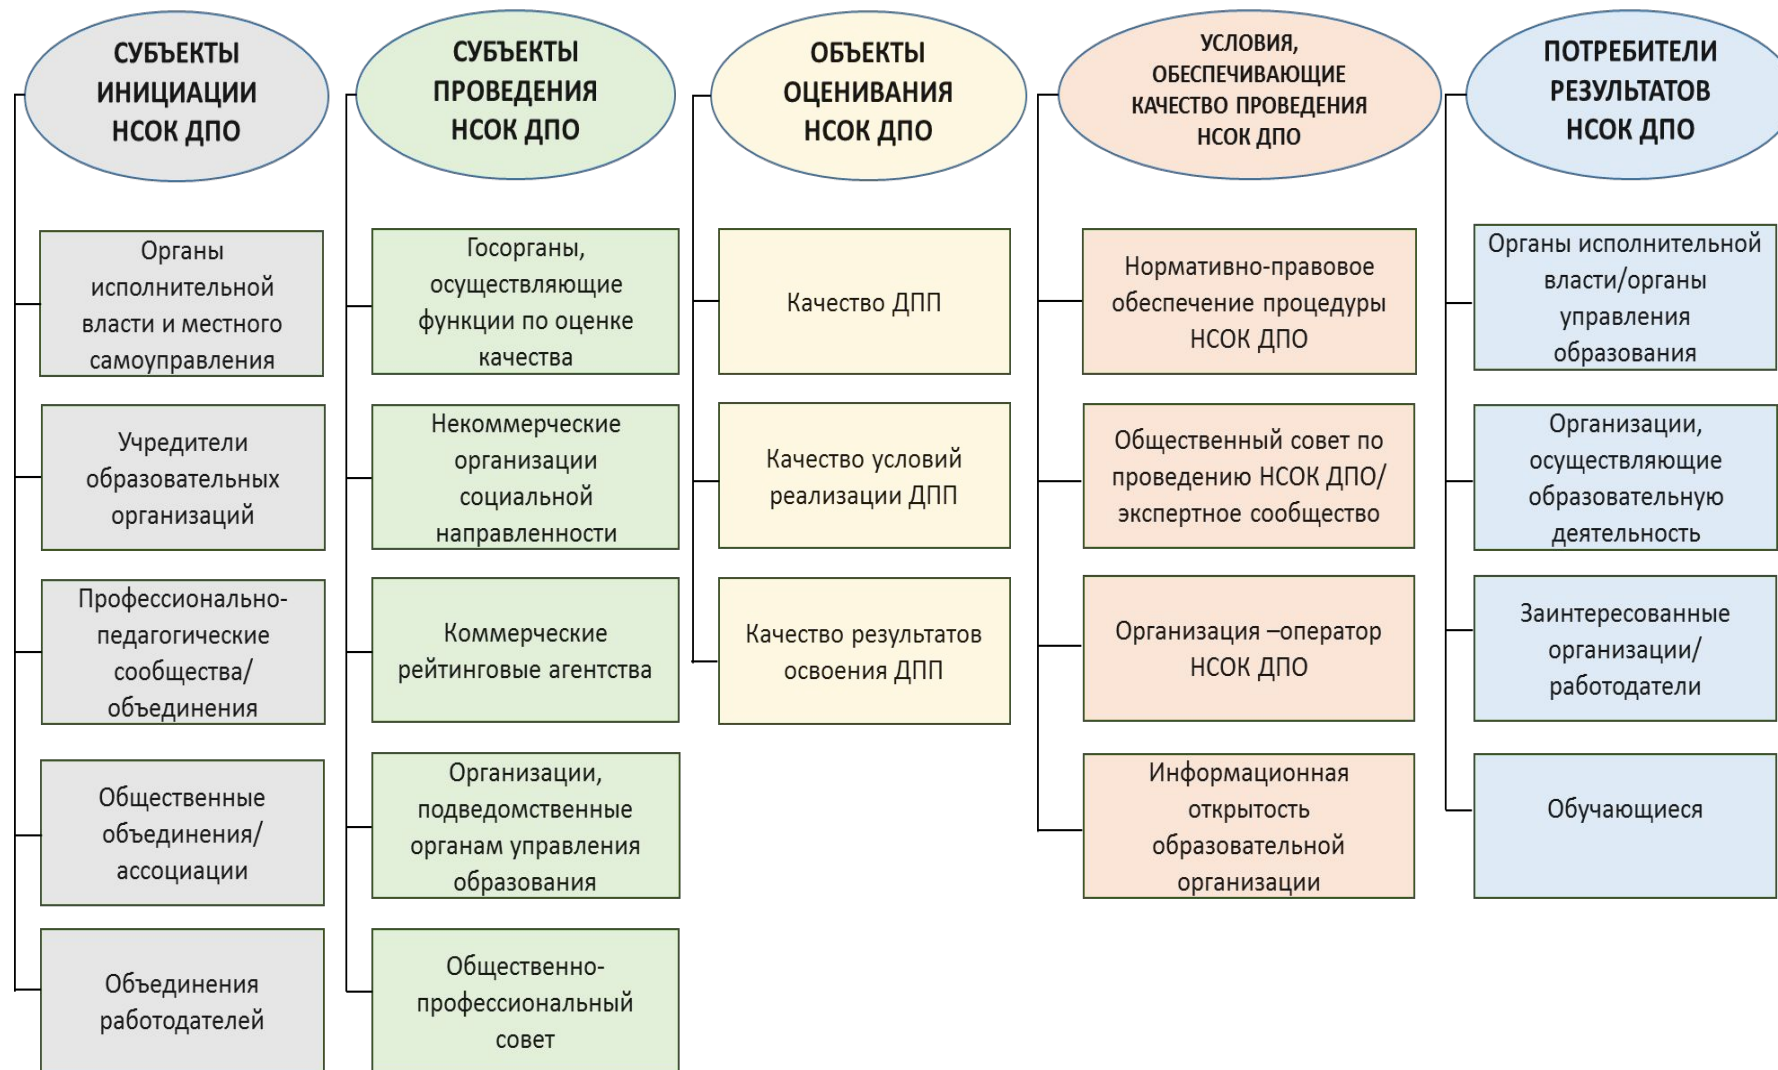 СУБЪЕКТЫ
ИНИЦИАЦИИ
НСОК ДПО
Органы
исполнительной
власти и местного
самоуправления
Учредители
образовательных
организаций
Профессионально-
педагогические
сообщества/
объединения
Общественные
объединения/
ассоциации
Объединения
работодателей
СУБЪЕКТЫ
ПРОВЕДЕНИЯ
НСОК ДПО
Госорганы,
осуществляющие
функции по оценке
качества
Некоммерческие
организации
социальной
направленности
Коммерческие
рейтинговые агентства
Организации,
подведомственные
органам управления
образования
Общественно-
профессиональный
совет
ОБЪЕКТЫ
ОЦЕНИВАНИЯ
НСОК ДПО
Качество ДПП
Качество условий
реализации ДПП
Качество результатов
освоения ДПП
УСЛОВИЯ,
ОБЕСПЕЧИВАЮЩИЕ
КАЧЕСТВО ПРОВЕДЕНИЯ
НСОК ДПО
Нормативно-правовое
обеспечение процедуры
НСОК ДПО
Общественный совет по
проведению НСОК ДПО/
экспертное сообщество
Организация –оператор
НСОК ДПО
Информационная
открытость
образовательной
организации
ПОТРЕБИТЕЛИ
РЕЗУЛЬТАТОВ
НСОК ДПО
Органы исполнительной
власти/органы
управления
образования
Организации,
осуществляющие
образовательную
деятельность
Заинтересованные
организации/
работодатели
Обучающиеся